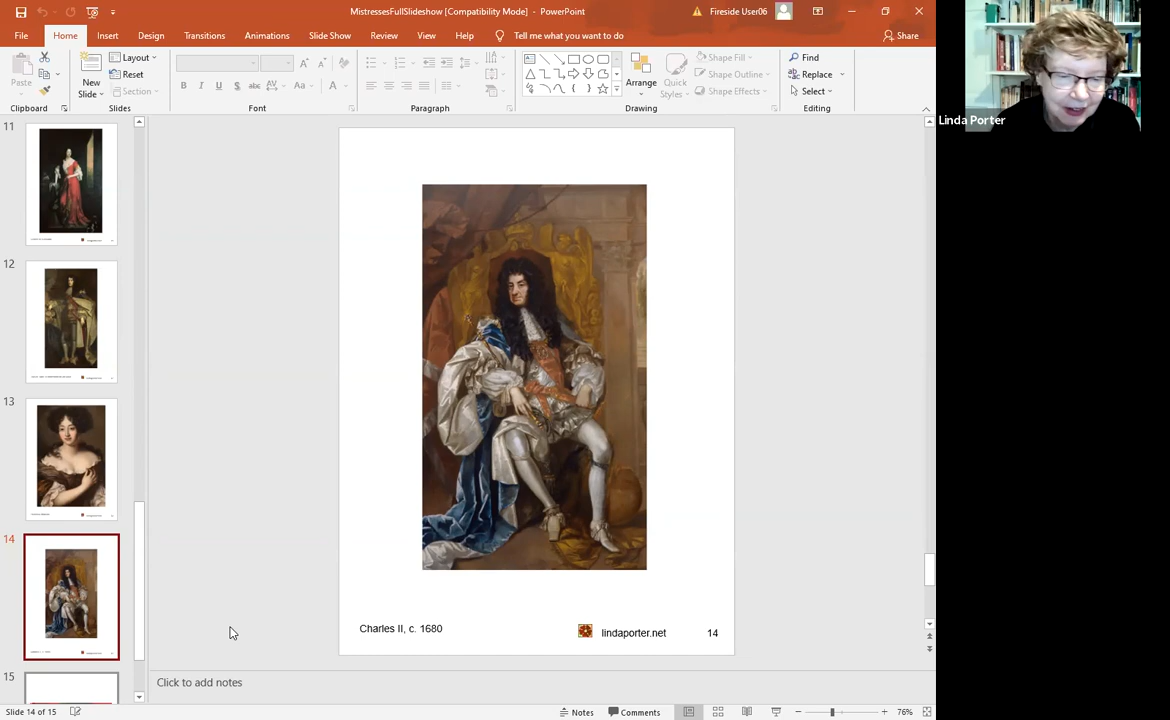 MistressesFullSlideshow [Compatibility Mode] - PowerPoint
Fireside User06
File Home Insert Design Transitions Animations Slide Show Review View Help Tell me what you want to do Share
Paste
Clipboard
New Slide
Layout
Reset
Section
Slides
B I U S abc AV Aa A
Font
Paragraph
Arrange
Quick Styles
Shape Fill
Shape Outline
Shape Effects
Drawing
Find
Replace
Select
Editing
Linda Porter
11
12
13
14
15
Charles II, c. 1680
lindaporter.net
14
Click to add notes
Slide 14 of 15
Notes
Comments
76%